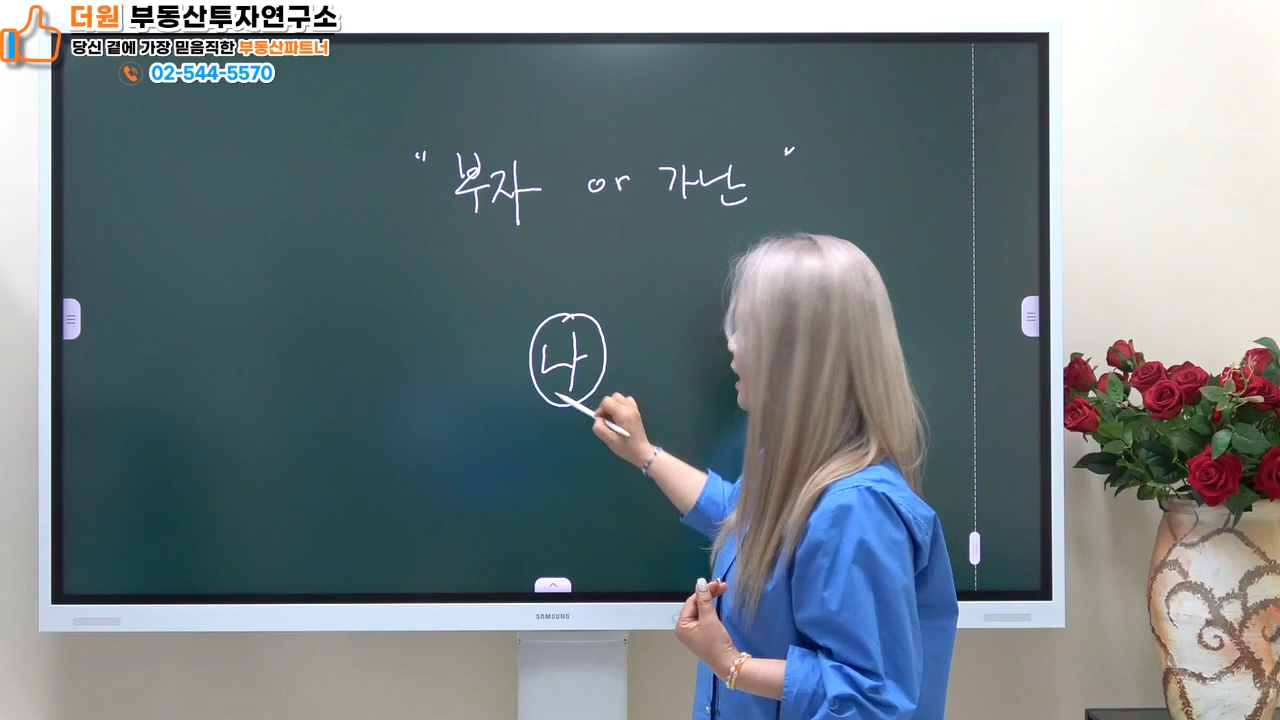 더원 부동산투자연구소
당신 곁에 가장 믿음직한 부동산파트너
02-544-5570
" 부자 or 가난 "
나
SAMSUNG